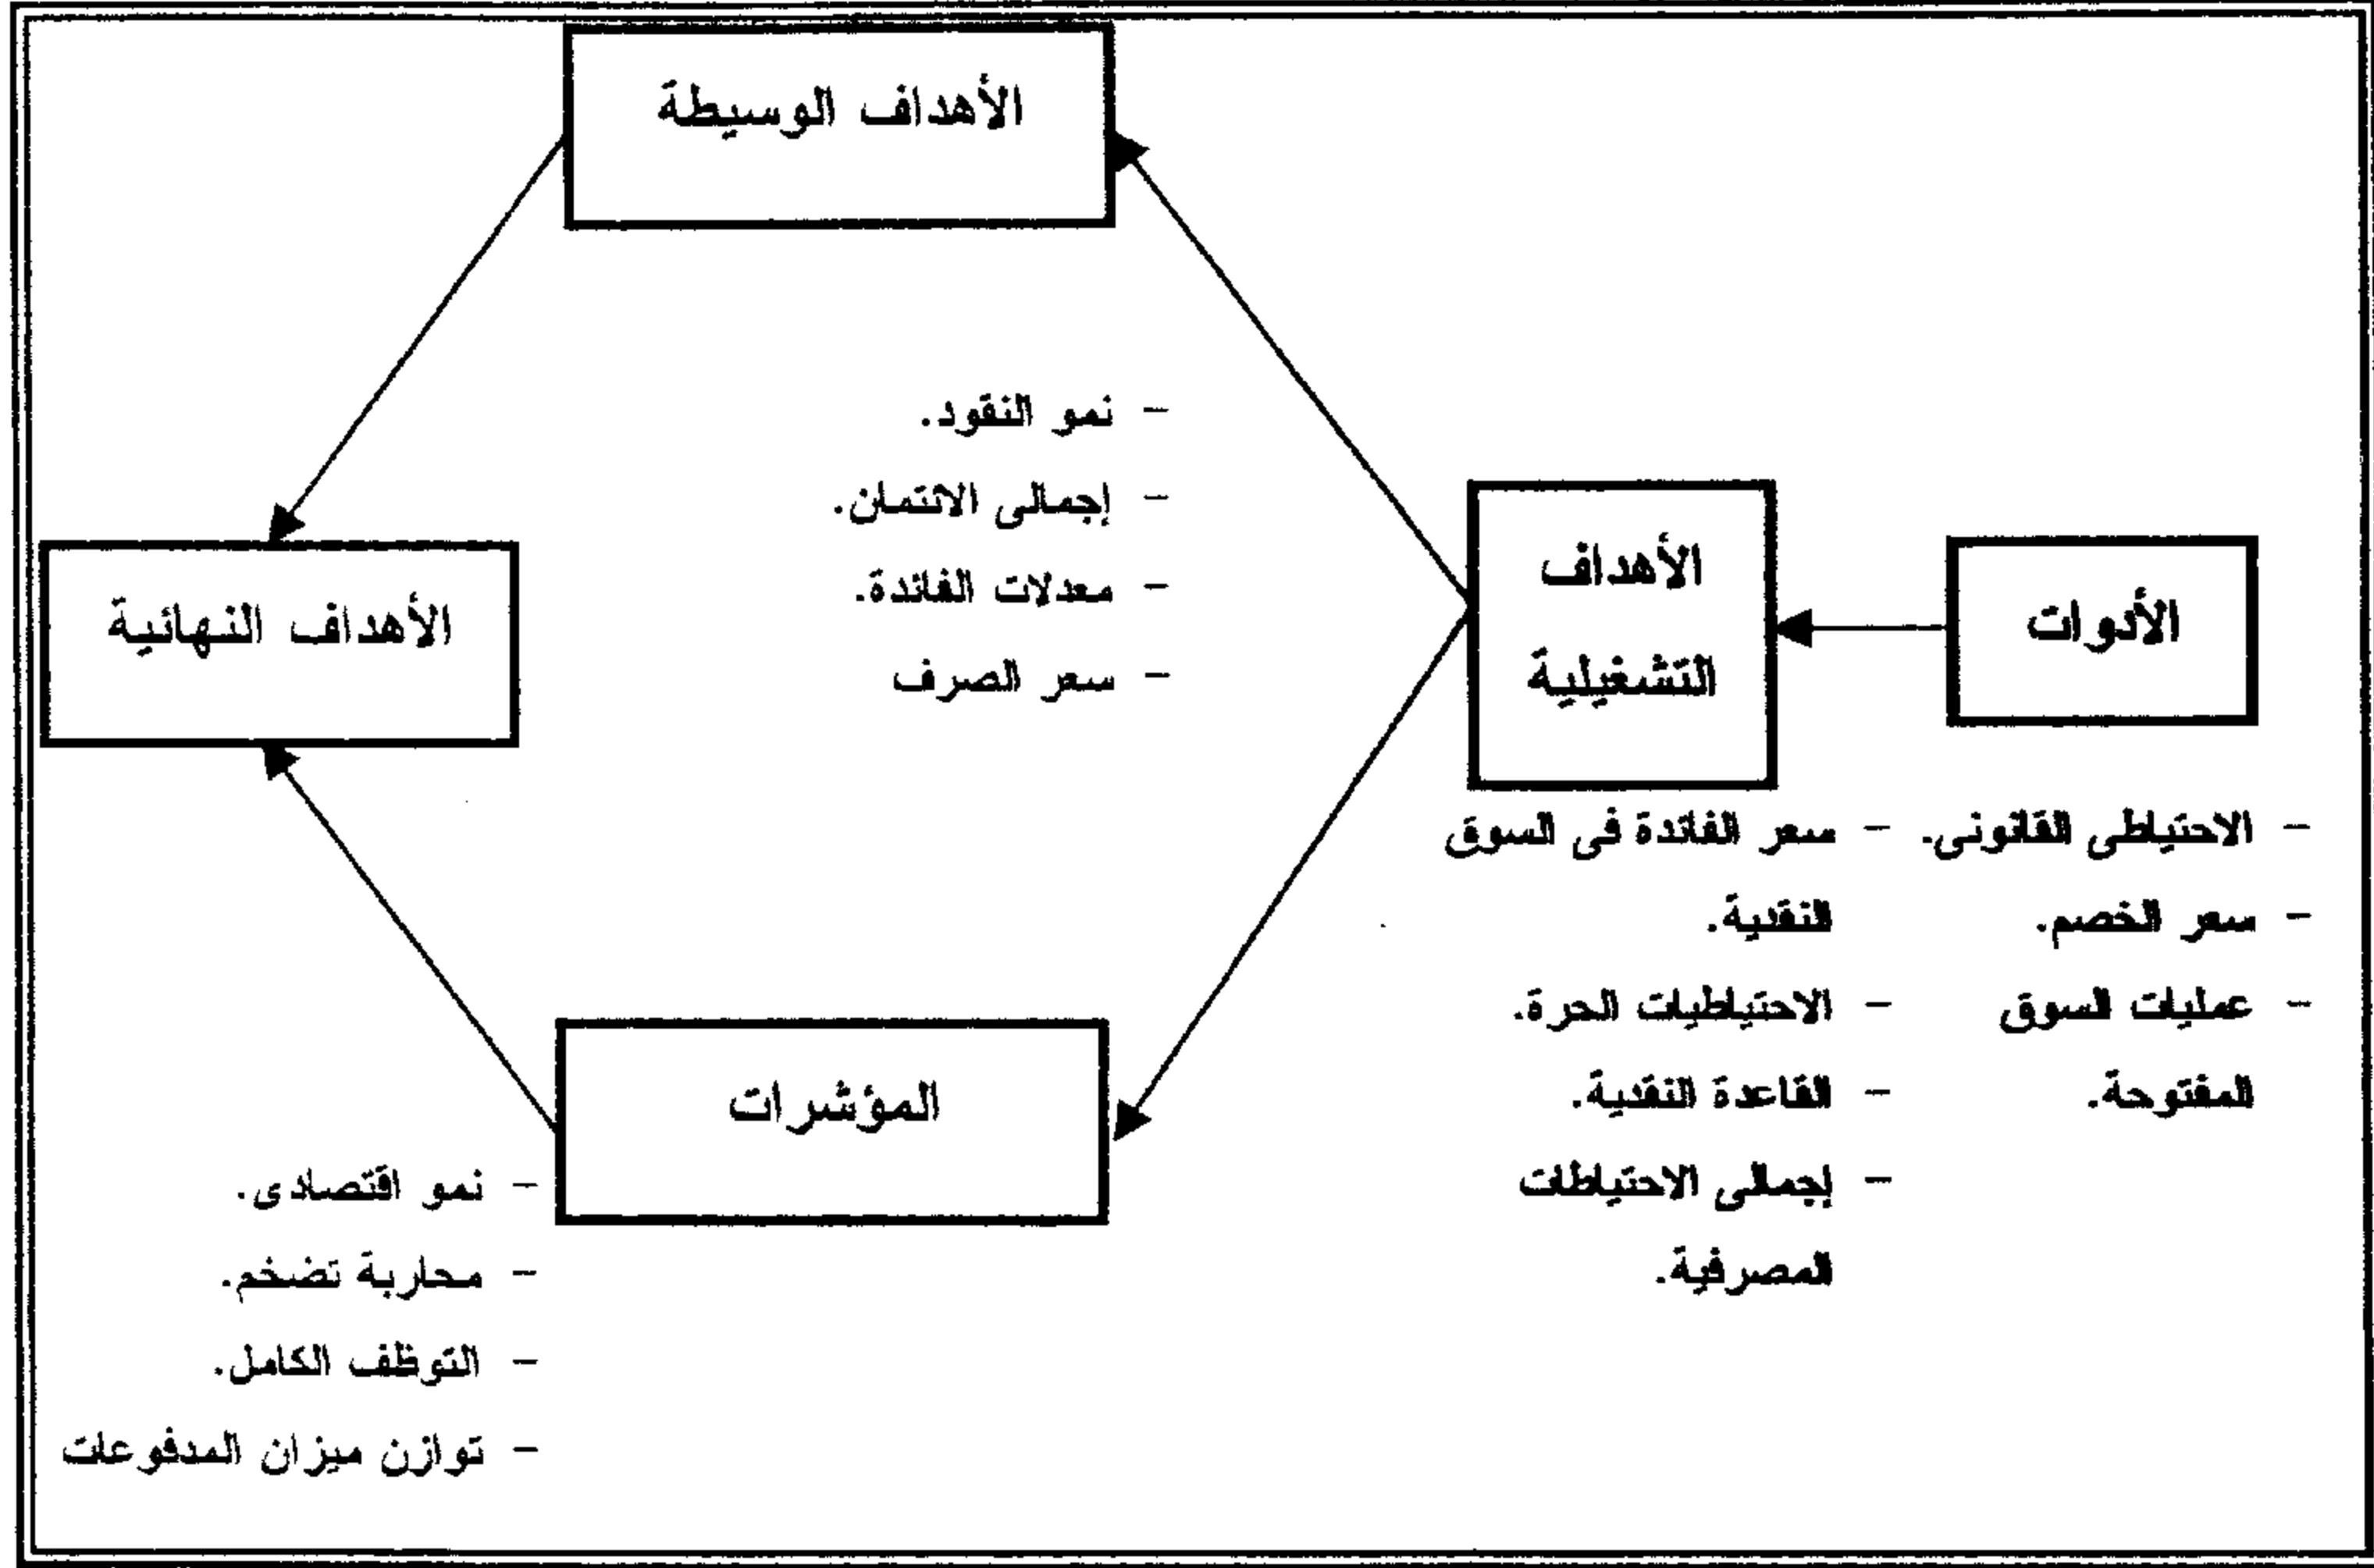 الأهداف الوسيطة
- نمو النقود.
- إجمالى الائتمان.
- معدلات الفائدة.
- سعر الصرف
الأدوات
- الاحتياطى القانونى.
- سعر الخصم.
- عمليات السوق
المفتوحة.
الأهداف
التشغيلية
- سعر الفائدة فى السوق
النقدية.
- الاحتياطيات الحرة.
- القاعدة النقدية.
- إجمالى الاحتياطات
المصرفية.
المؤشرات
الأهداف النهائية
- نمو اقتصادى.
- محاربة تضخم.
- التوظف الكامل.
- توازن ميزان المدفوعات